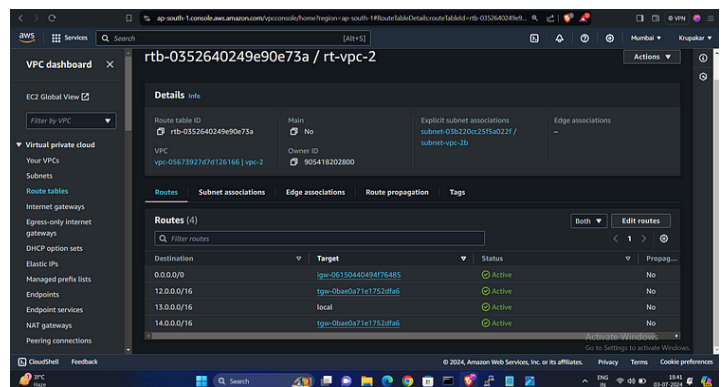 ap-south-1.console.aws.amazon.com/vpcconsole/home?region=ap-south-1#RouteTableDetails:routeTableId=rtb-0352640249e9...
VPN
aws Services Search [Alt+S] Mumbai Krupakar
VPC dashboard
EC2 Global View
Filter by VPC
Virtual private cloud
Your VPCs
Subnets
Route tables
Internet gateways
Egress-only internet
gateways
DHCP option sets
Elastic IPs
Managed prefix lists
Endpoints
Endpoint services
NAT gateways
Peering connections
rtb-0352640249e90e73a / rt-vpc-2
Actions
Details Info
Route table ID
rtb-0352640249e90e73a
Main
No
Explicit subnet associations
subnet-03b220cc25f5a022f /
subnet-vpc-2b
Edge associations
–
VPC
vpc-05673927d7d126166 | vpc-2
Owner ID
905418202800
Routes Subnet associations Edge associations Route propagation Tags
Routes (4)
Both Edit routes
Filter routes
1
Destination Target Status Propag...
0.0.0.0/0 igw-06150440494f76485 Active No
12.0.0.0/16 tgw-0bae0a71e1752dfa6 Active No
13.0.0.0/16 local Active No
14.0.0.0/16 tgw-0bae0a71e1752dfa6 Active No
Activate Windows
Go to Settings to activate Windows.
CloudShell Feedback © 2024, Amazon Web Services, Inc. or its affiliates. Privacy Terms Cookie preferences
31°C
Haze
Search
ENG
IN
18:41
03-07-2024